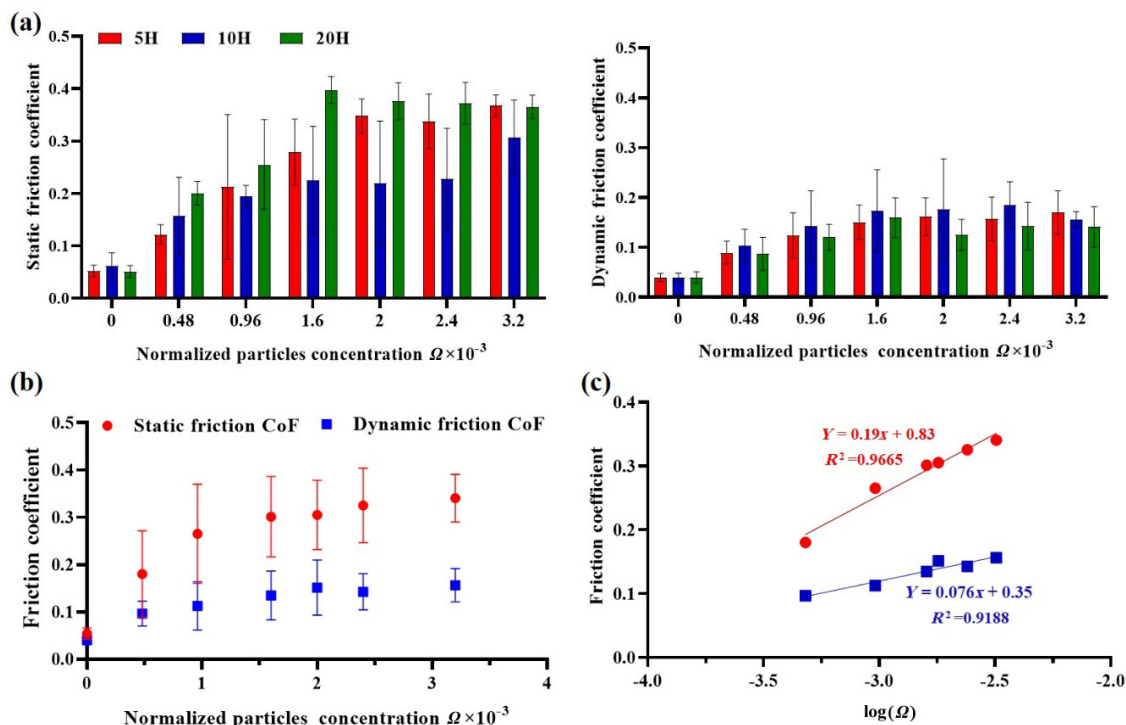 (a)
5H 10H 20H
Static friction coefficient
0.5
0.4
0.3
0.2
0.1
0.0
0 0.48 0.96 1.6 2 2.4 3.2
Normalized particles concentration Ω×10⁻³
Dynamic friction coefficient
0.5
0.4
0.3
0.2
0.1
0.0
0 0.48 0.96 1.6 2 2.4 3.2
Normalized particles concentration Ω×10⁻³
(b)
Static friction CoF Dynamic friction CoF
Friction coefficient
0.5
0.4
0.3
0.2
0.1
0.0
0 1 2 3 4
Normalized particles concentration Ω×10⁻³
(c)
Friction coefficient
0.4
0.3
0.2
0.1
0.0
Y = 0.19x + 0.83
R² =0.9665
Y = 0.076x + 0.35
R² =0.9188
-4.0 -3.5 -3.0 -2.5 -2.0
log(Ω)